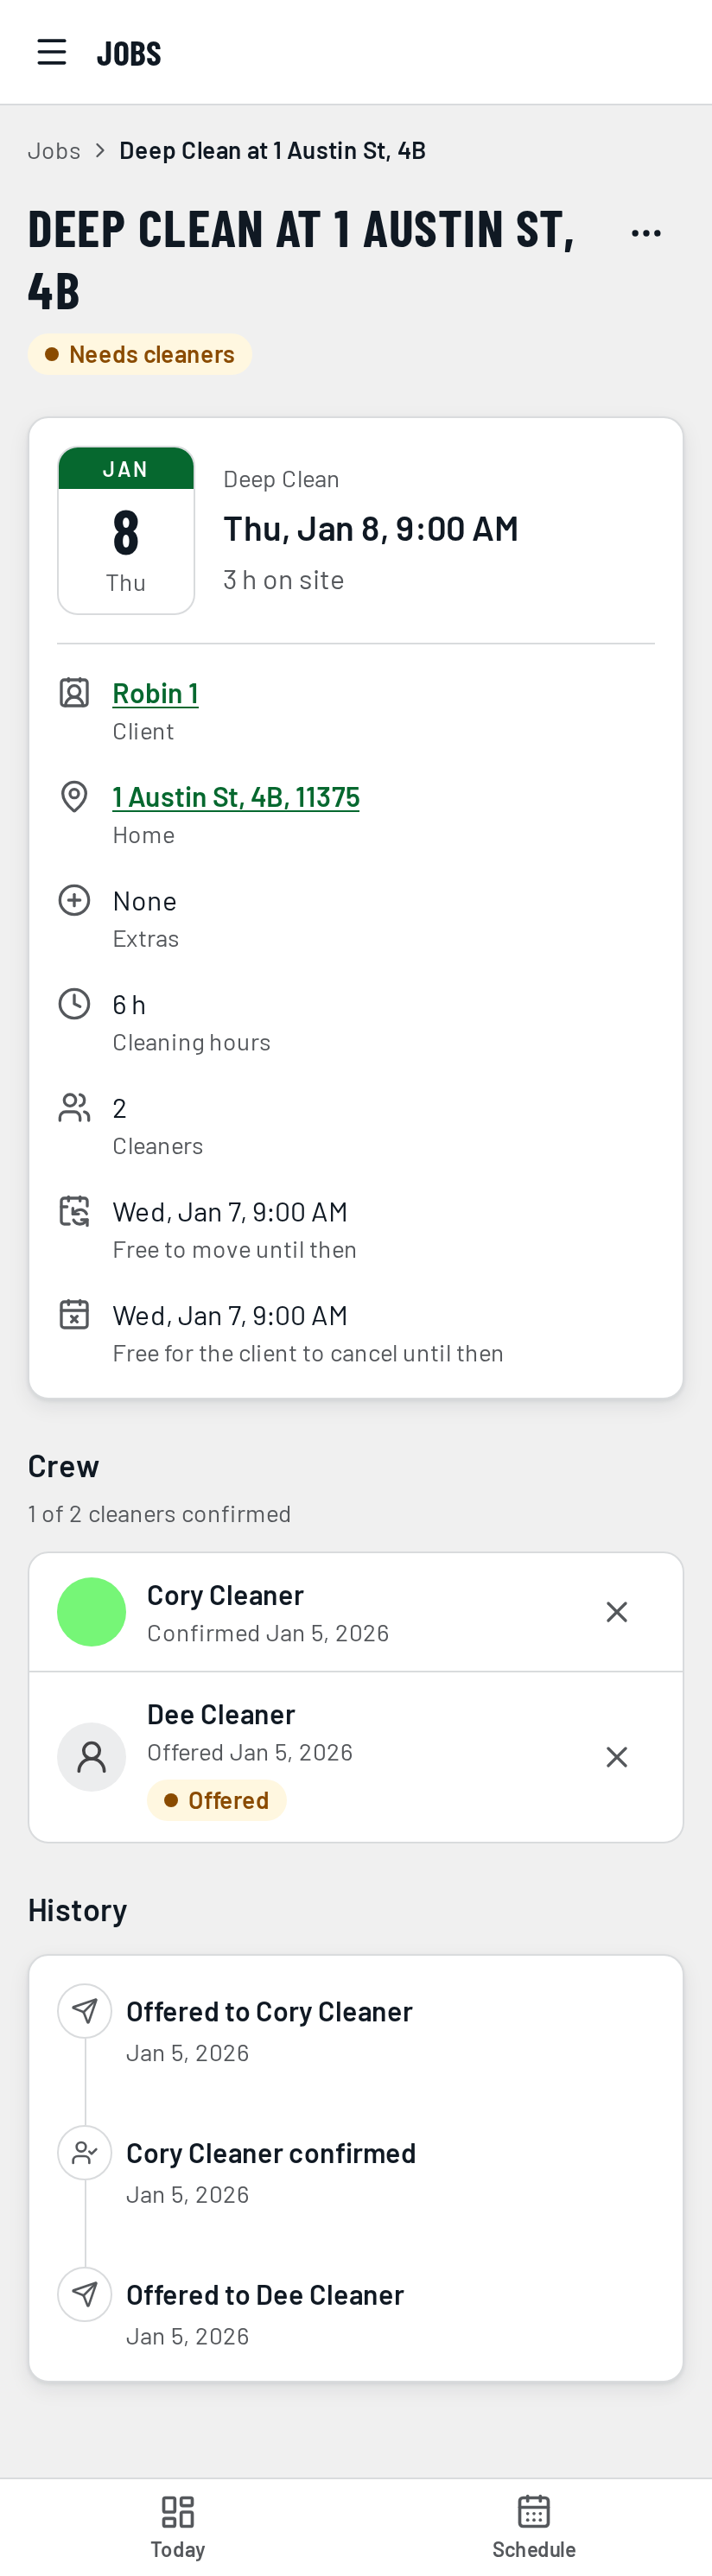 JOBS
Jobs > Deep Clean at 1 Austin St, 4B
DEEP CLEAN AT 1 AUSTIN ST,
4B
Needs cleaners
JAN
8
Thu
Deep Clean
Thu, Jan 8, 9:00 AM
3 h on site
Robin 1
Client
1 Austin St, 4B, 11375
Home
None
Extras
6 h
Cleaning hours
2
Cleaners
Wed, Jan 7, 9:00 AM
Free to move until then
Wed, Jan 7, 9:00 AM
Free for the client to cancel until then
Crew
1 of 2 cleaners confirmed
Cory Cleaner
Confirmed Jan 5, 2026
Dee Cleaner
Offered Jan 5, 2026
Offered
History
Offered to Cory Cleaner
Jan 5, 2026
Cory Cleaner confirmed
Jan 5, 2026
Offered to Dee Cleaner
Jan 5, 2026
Today
Schedule